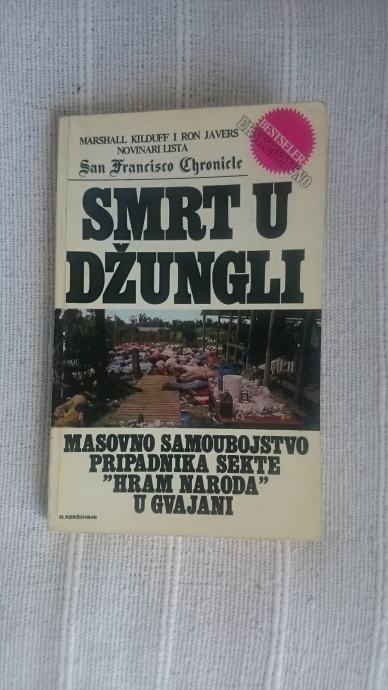 MARSHALL KILDUFF I RON JAVERS
NOVINARI LISTA
San Francisco Chronicle
BESTSELER
SMRT U
DŽUNGLI
MASOVNO SAMOUBOJSTVO
PRIPADNIKA SEKTE
"HRAM NARODA"
U GVAJANI
O. KERŠOVANI